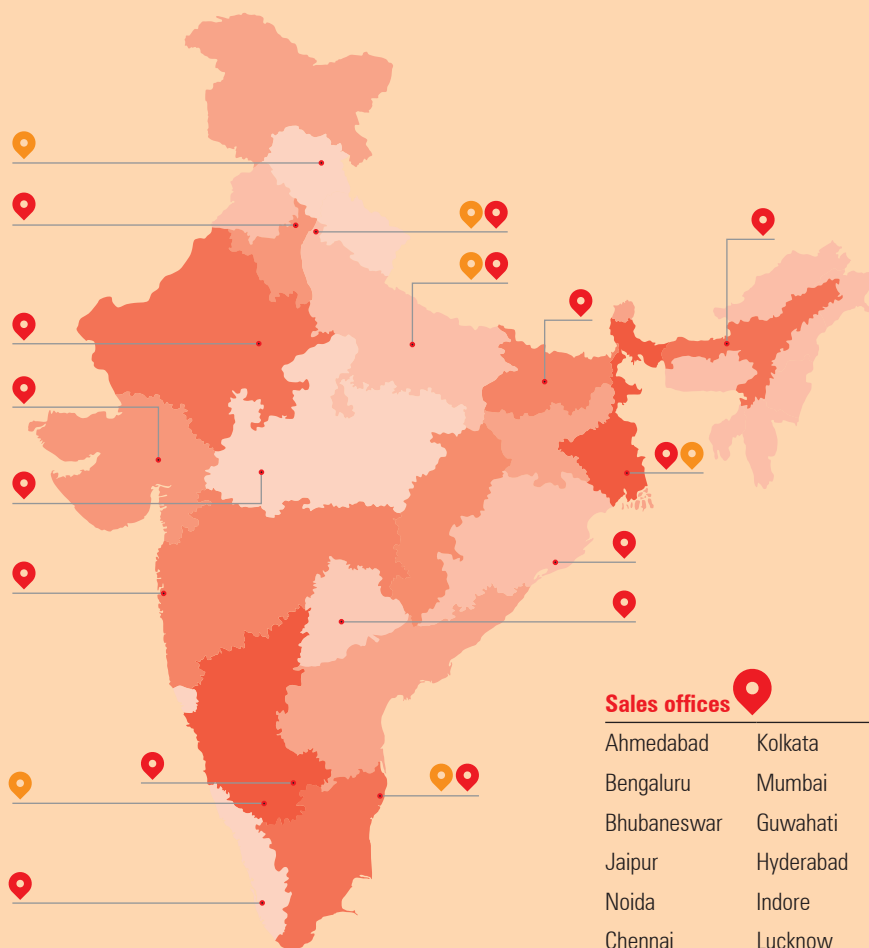 Sales offices
Ahmedabad Kolkata
Bengaluru Mumbai
Bhubaneswar Guwahati
Jaipur Hyderabad
Noida Indore
Chennai Lucknow